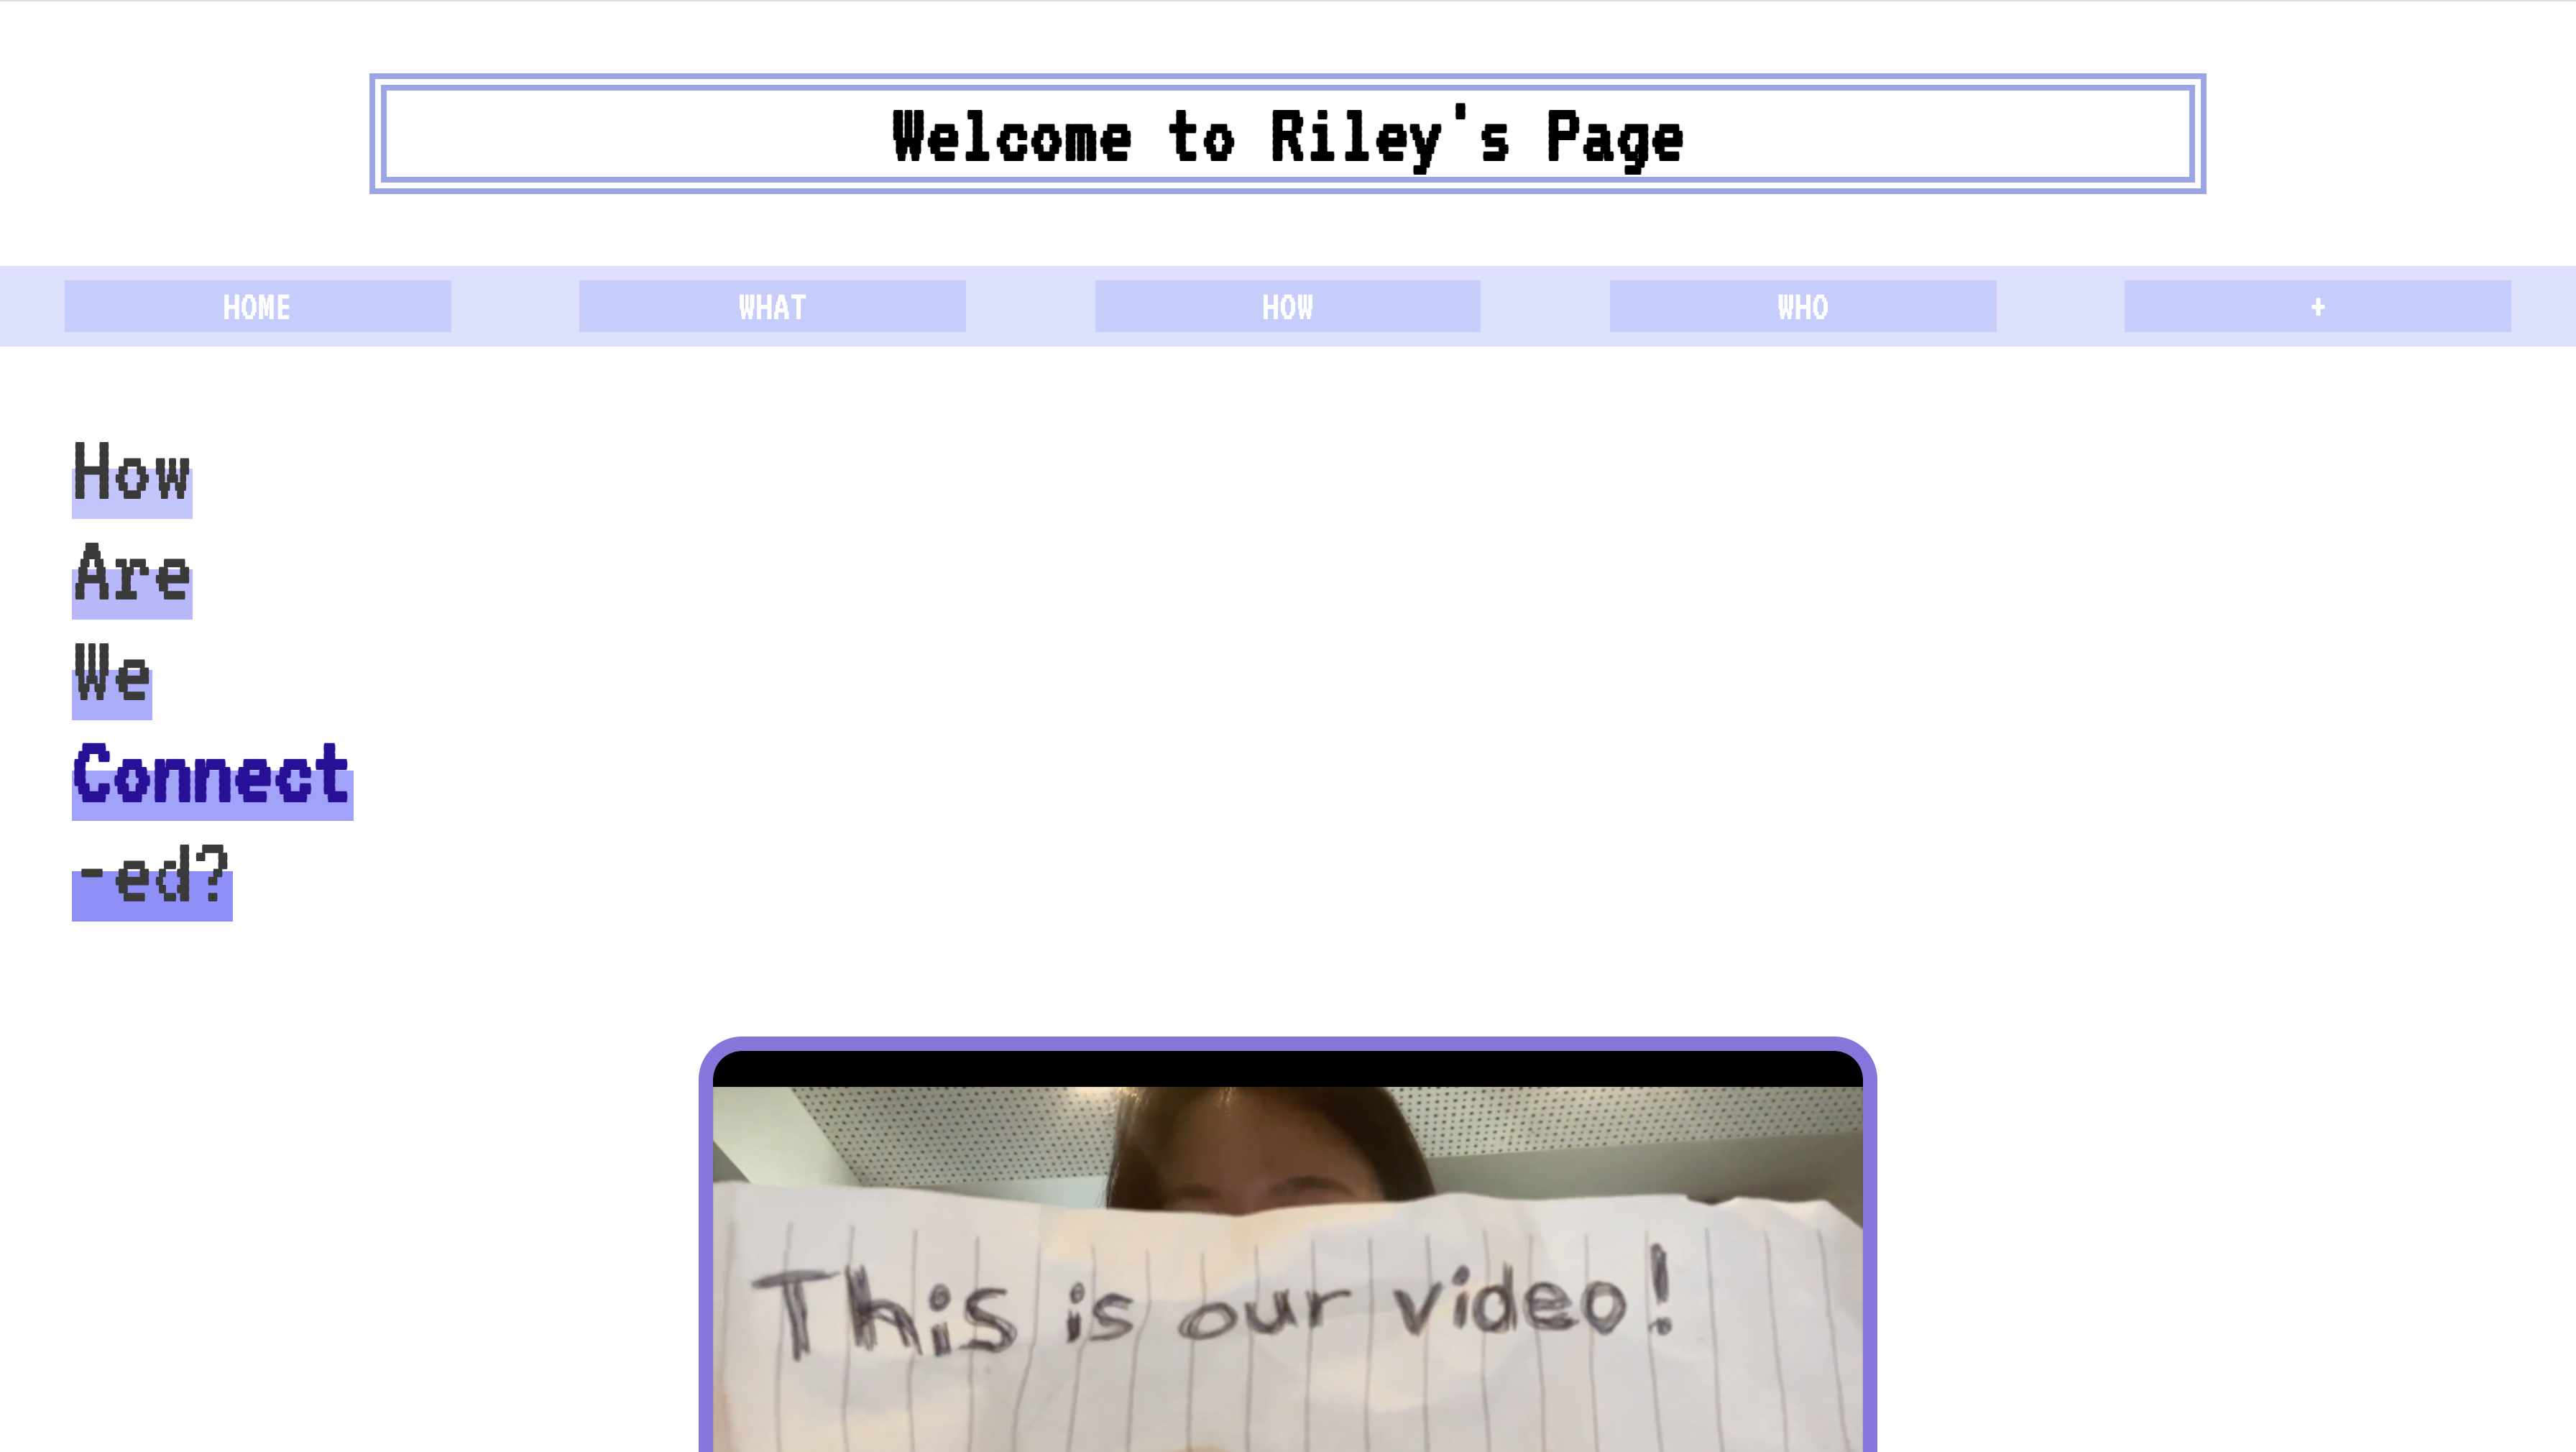 Welcome to Riley's Page
HOME WHAT HOW WHO +
How
Are
We
Connect
-ed?
This is our video!